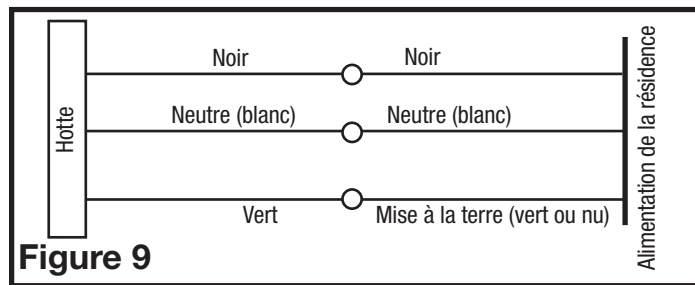 Hotte
Noir
Noir
Neutre (blanc)
Neutre (blanc)
Vert
Mise à la terre (vert ou nu)
Alimentation de la résidence
Figure 9